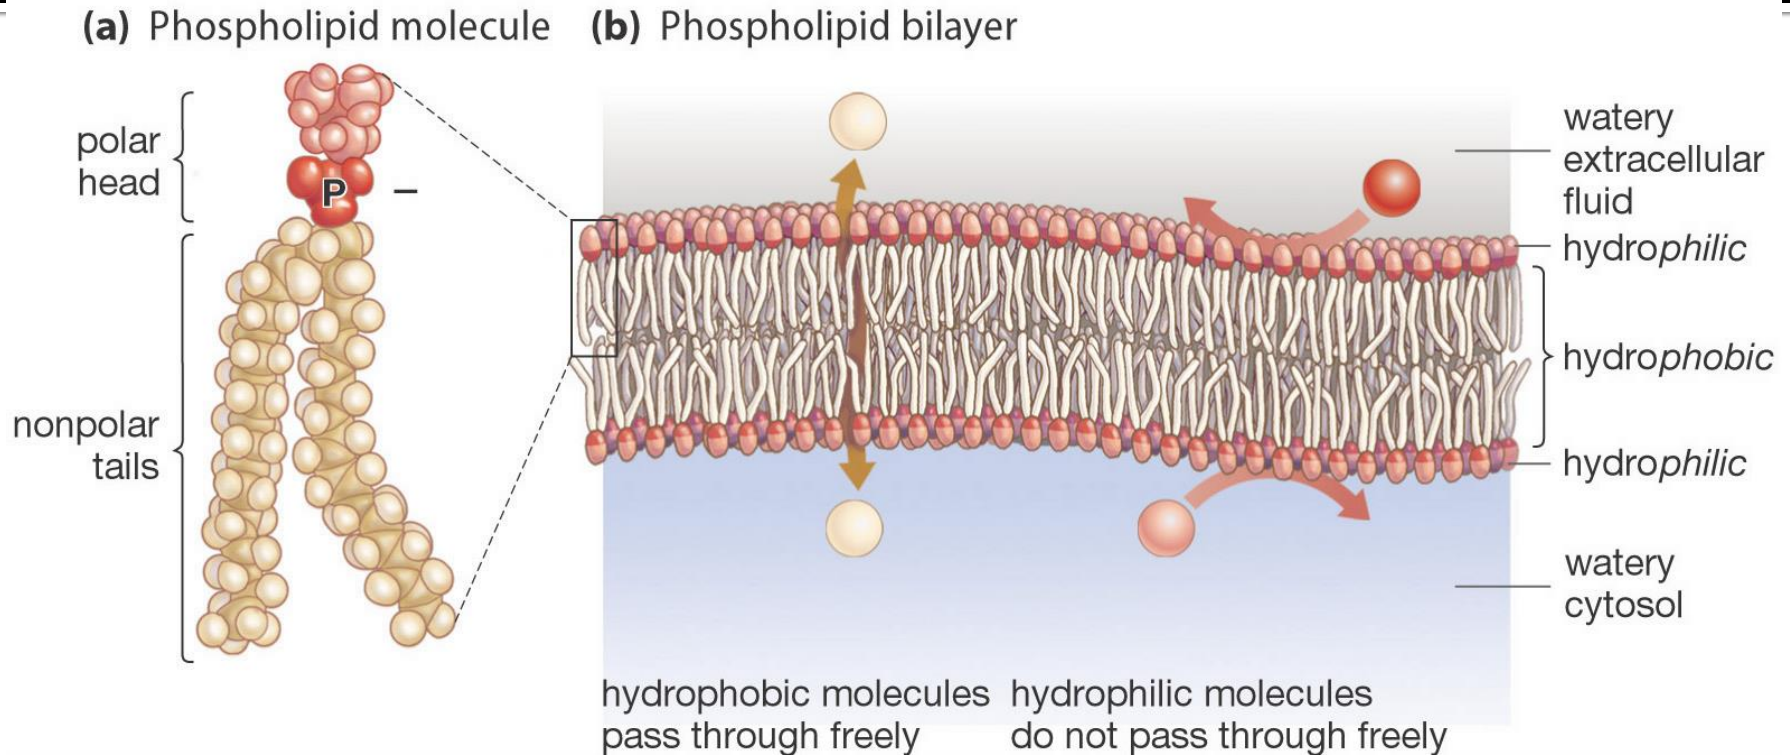 (a) Phospholipid molecule
polar
head
P
–
nonpolar
tails
(b) Phospholipid bilayer
watery
extracellular
fluid
hydrophilic
hydrophobic
hydrophilic
watery
cytosol
hydrophobic molecules
pass through freely
hydrophilic molecules
do not pass through freely